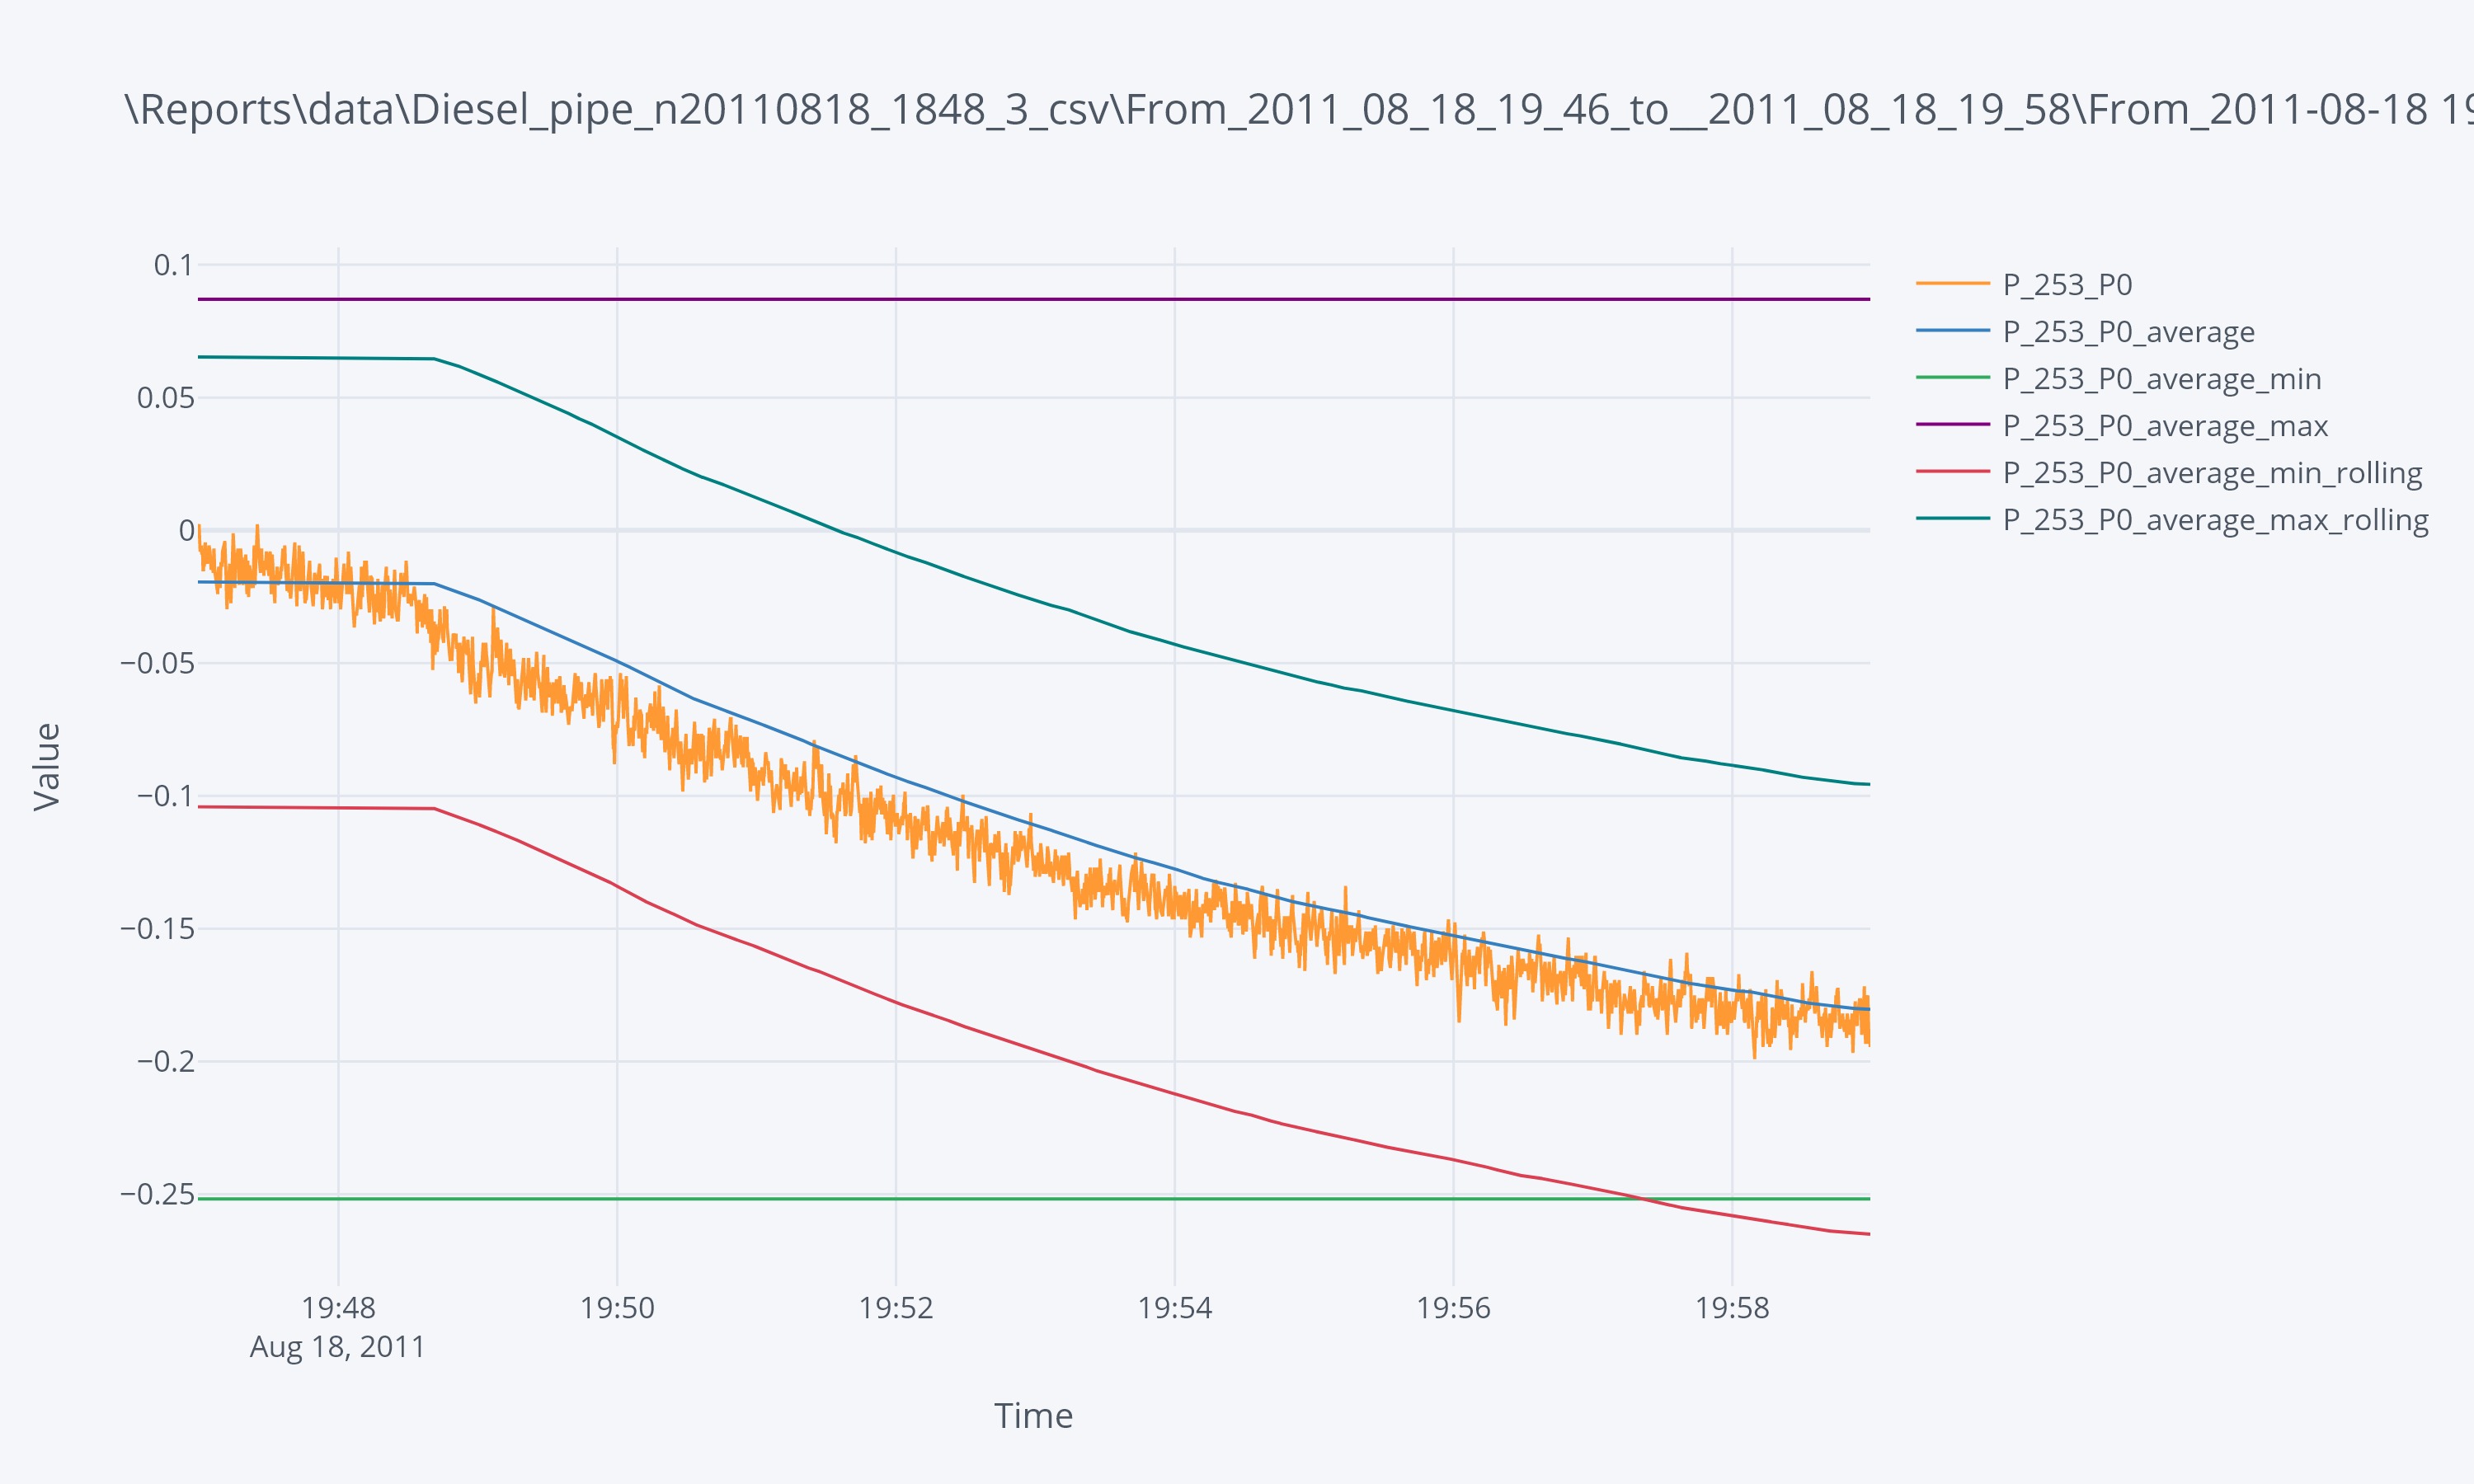 \Reports\data\Diesel_pipe_n20110818_1848_3_csv\From_2011_08_18_19_46_to__2011_08_18_19_58\From_2011-08-18 19
0.1
0.05
0
−0.05
−0.1
−0.15
−0.2
−0.25
Value
19:48
Aug 18, 2011
19:50
19:52
19:54
19:56
19:58
Time
P_253_P0
P_253_P0_average
P_253_P0_average_min
P_253_P0_average_max
P_253_P0_average_min_rolling
P_253_P0_average_max_rolling